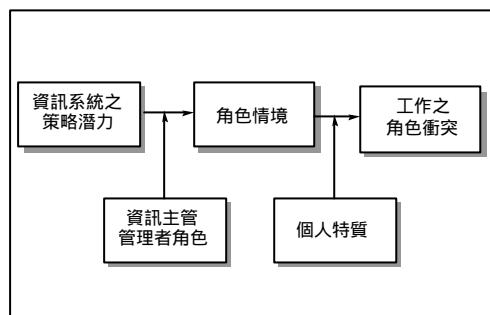 資訊系統之
策略潛力
角色情境
工作之
角色衝突
資訊主管
管理者角色
個人特質